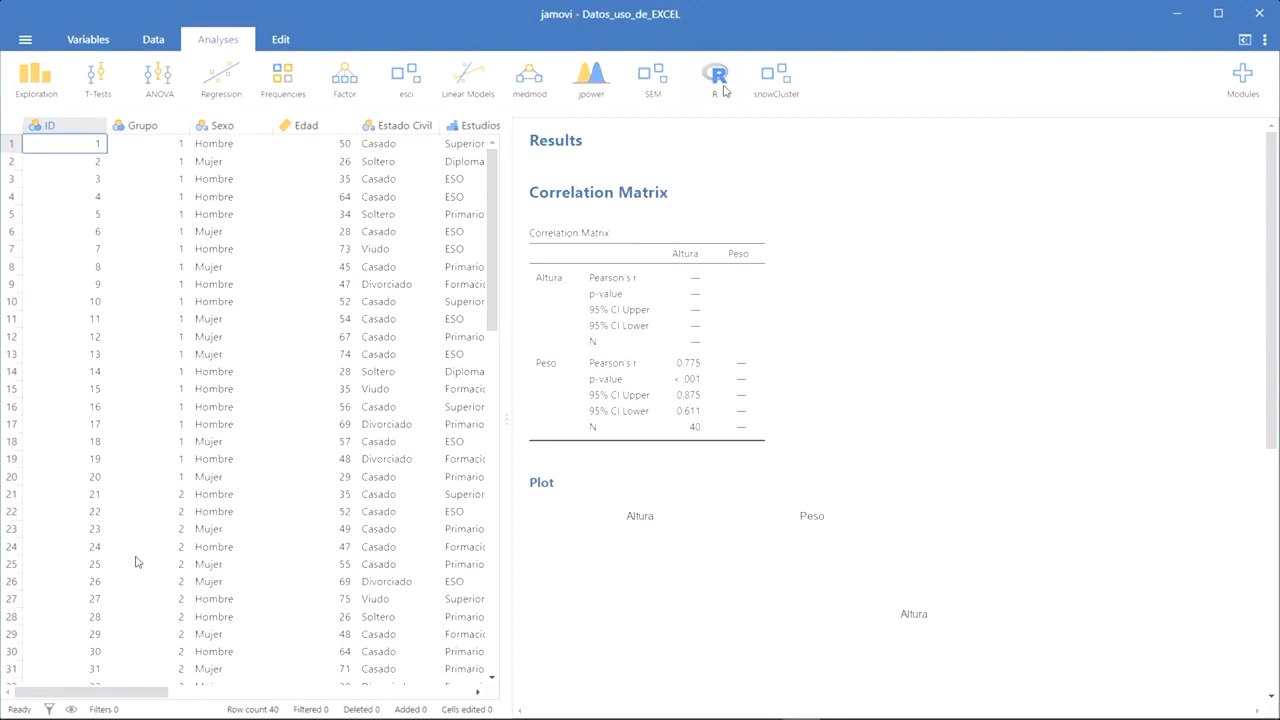 jamovi - Datos_uso_de_EXCEL
Variables Data Analyses Edit
Exploration T-Tests ANOVA Regression Frequencies Factor esci Linear Models medmod jpower SEM R snowCluster Modules
ID Grupo Sexo Edad Estado Civil Estudios
1 1 1 Hombre 50 Casado Superior
2 2 1 Mujer 26 Soltero Diploma
3 3 1 Hombre 35 Casado ESO
4 4 1 Hombre 64 Casado ESO
5 5 1 Hombre 34 Soltero Primario
6 6 1 Mujer 28 Casado ESO
7 7 1 Hombre 73 Viudo ESO
8 8 1 Mujer 45 Casado Primario
9 9 1 Hombre 47 Divorciado Formaci
10 10 1 Hombre 52 Casado Superior
11 11 1 Mujer 54 Casado ESO
12 12 1 Mujer 67 Casado Primario
13 13 1 Mujer 74 Casado ESO
14 14 1 Hombre 28 Soltero Diploma
15 15 1 Hombre 35 Viudo Formaci
16 16 1 Hombre 56 Casado Superior
17 17 1 Hombre 69 Divorciado Primario
18 18 1 Mujer 57 Casado ESO
19 19 1 Hombre 48 Divorciado Formaci
20 20 1 Mujer 29 Casado Primario
21 21 2 Hombre 35 Casado Superior
22 22 2 Hombre 52 Casado ESO
23 23 2 Mujer 49 Casado Primario
24 24 2 Hombre 47 Casado Formaci
25 25 2 Mujer 55 Casado Primario
26 26 2 Mujer 69 Divorciado ESO
27 27 2 Hombre 75 Viudo Superior
28 28 2 Hombre 26 Soltero Primario
29 29 2 Mujer 48 Casado Formaci
30 30 2 Hombre 64 Casado Primario
31 31 2 Mujer 71 Casado Primario
Ready Filters 0 Row count 40 Filtered 0 Deleted 0 Added 0 Cells edited 0
Results
Correlation Matrix
Correlation Matrix
Altura Peso
Altura Pearson's r —
p-value —
95% CI Upper —
95% CI Lower —
N —
Peso Pearson's r 0.775 —
p-value < .001 —
95% CI Upper 0.875 —
95% CI Lower 0.611 —
N 40 —
Plot
Altura Peso
Altura